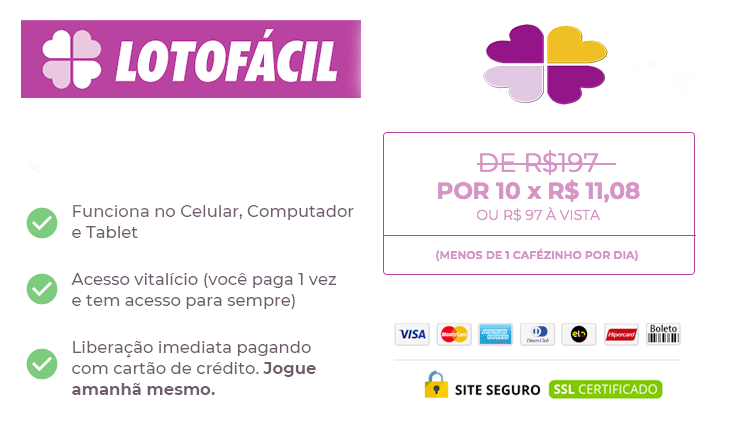 LOTOFÁCIL
Funciona no Celular, Computador
e Tablet
Acesso vitalício (você paga 1 vez
e tem acesso para sempre)
Liberação imediata pagando
com cartão de crédito. Jogue
amanhã mesmo.
DE R$197
POR 10 x R$ 11,08
OU R$ 97 À VISTA
(MENOS DE 1 CAFÉZINHO POR DIA)
VISA MasterCard AMERICAN EXPRESS Diners Club elo Hipercard Boleto
SITE SEGURO SSL CERTIFICADO